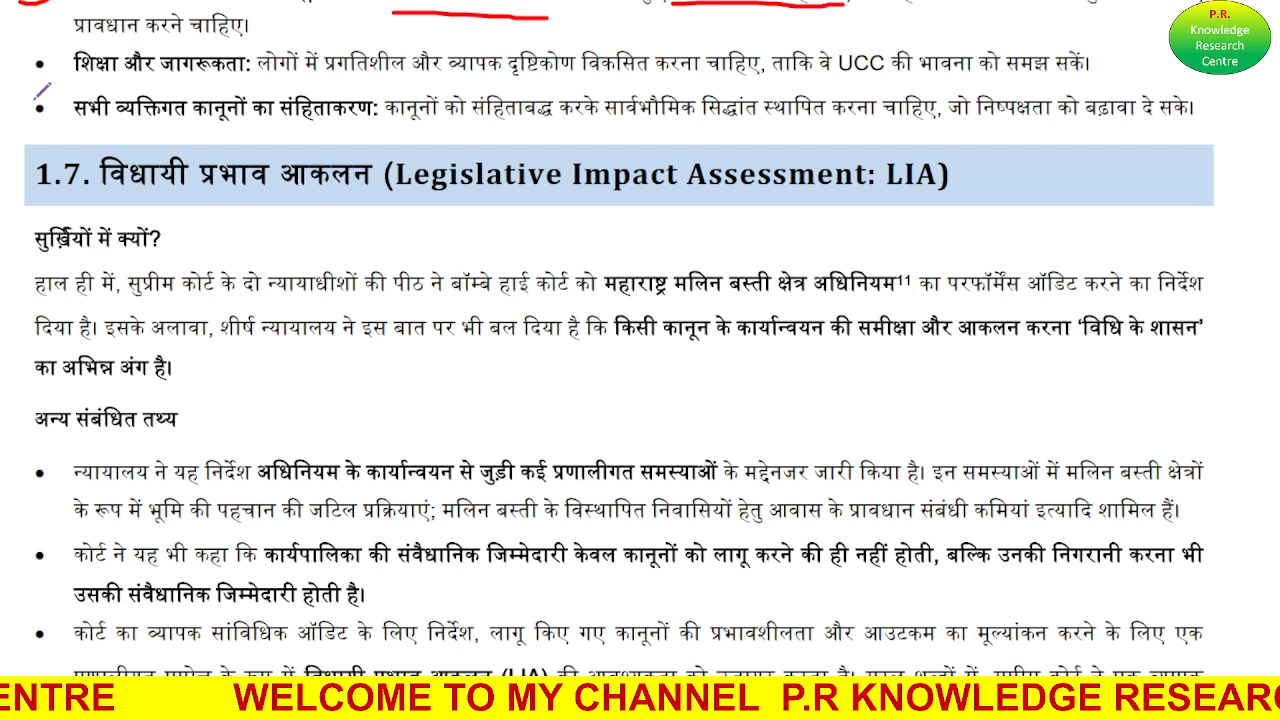 प्रावधान करने चाहिए।
• शिक्षा और जागरूकता: लोगों में प्रगतिशील और व्यापक दृष्टिकोण विकसित करना चाहिए, ताकि वे UCC की भावना को समझ सकें।
• सभी व्यक्तिगत कानूनों का संहिताकरण: कानूनों को संहिताबद्ध करके सार्वभौमिक सिद्धांत स्थापित करना चाहिए, जो निष्पक्षता को बढ़ावा दे सके।
P.R.
Knowledge
Research
Centre
1.7. विधायी प्रभाव आकलन (Legislative Impact Assessment: LIA)
सुर्ख़ियों में क्यों?
हाल ही में, सुप्रीम कोर्ट के दो न्यायाधीशों की पीठ ने बॉम्बे हाई कोर्ट को महाराष्ट्र मलिन बस्ती क्षेत्र अधिनियम¹¹ का परफॉर्मेंस ऑडिट करने का निर्देश
दिया है। इसके अलावा, शीर्ष न्यायालय ने इस बात पर भी बल दिया है कि किसी कानून के कार्यान्वयन की समीक्षा और आकलन करना ‘विधि के शासन’
का अभिन्न अंग है।
अन्य संबंधित तथ्य
• न्यायालय ने यह निर्देश अधिनियम के कार्यान्वयन से जुड़ी कई प्रणालीगत समस्याओं के मद्देनजर जारी किया है। इन समस्याओं में मलिन बस्ती क्षेत्रों
के रूप में भूमि की पहचान की जटिल प्रक्रियाएं; मलिन बस्ती के विस्थापित निवासियों हेतु आवास के प्रावधान संबंधी कमियां इत्यादि शामिल हैं।
• कोर्ट ने यह भी कहा कि कार्यपालिका की संवैधानिक जिम्मेदारी केवल कानूनों को लागू करने की ही नहीं होती, बल्कि उनकी निगरानी करना भी
उसकी संवैधानिक जिम्मेदारी होती है।
• कोर्ट का व्यापक सांविधिक ऑडिट के लिए निर्देश, लागू किए गए कानूनों की प्रभावशीलता और आउटकम का मूल्यांकन करने के लिए एक
ENTRE WELCOME TO MY CHANNEL P.R KNOWLEDGE RESEARC